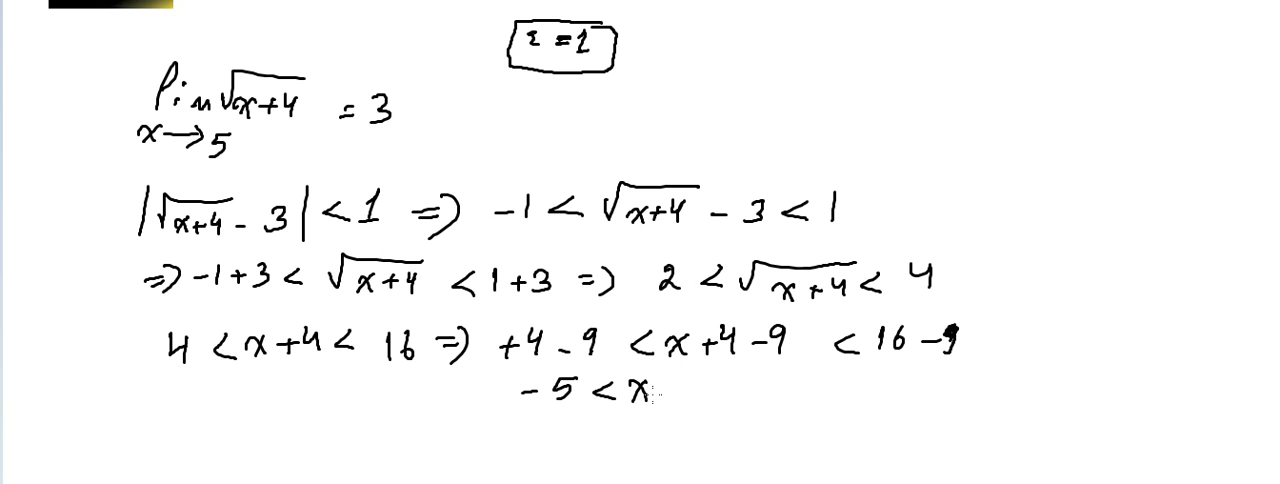 ε = 1
lim √x+4 = 3
x→5
|√x+4 - 3| < 1 ⇒ -1 < √x+4 - 3 < 1
⇒ -1+3 < √x+4 < 1+3 ⇒ 2 < √x+4 < 4
4 < x+4 < 16 ⇒ +4-9 < x+4-9 < 16-9
-5 < x